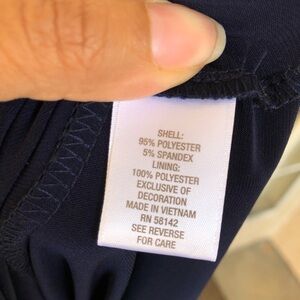 SHELL:
95% POLYESTER
5% SPANDEX
LINING:
100% POLYESTER
EXCLUSIVE OF
DECORATION
MADE IN VIETNAM
RN 58142
SEE REVERSE
FOR CARE